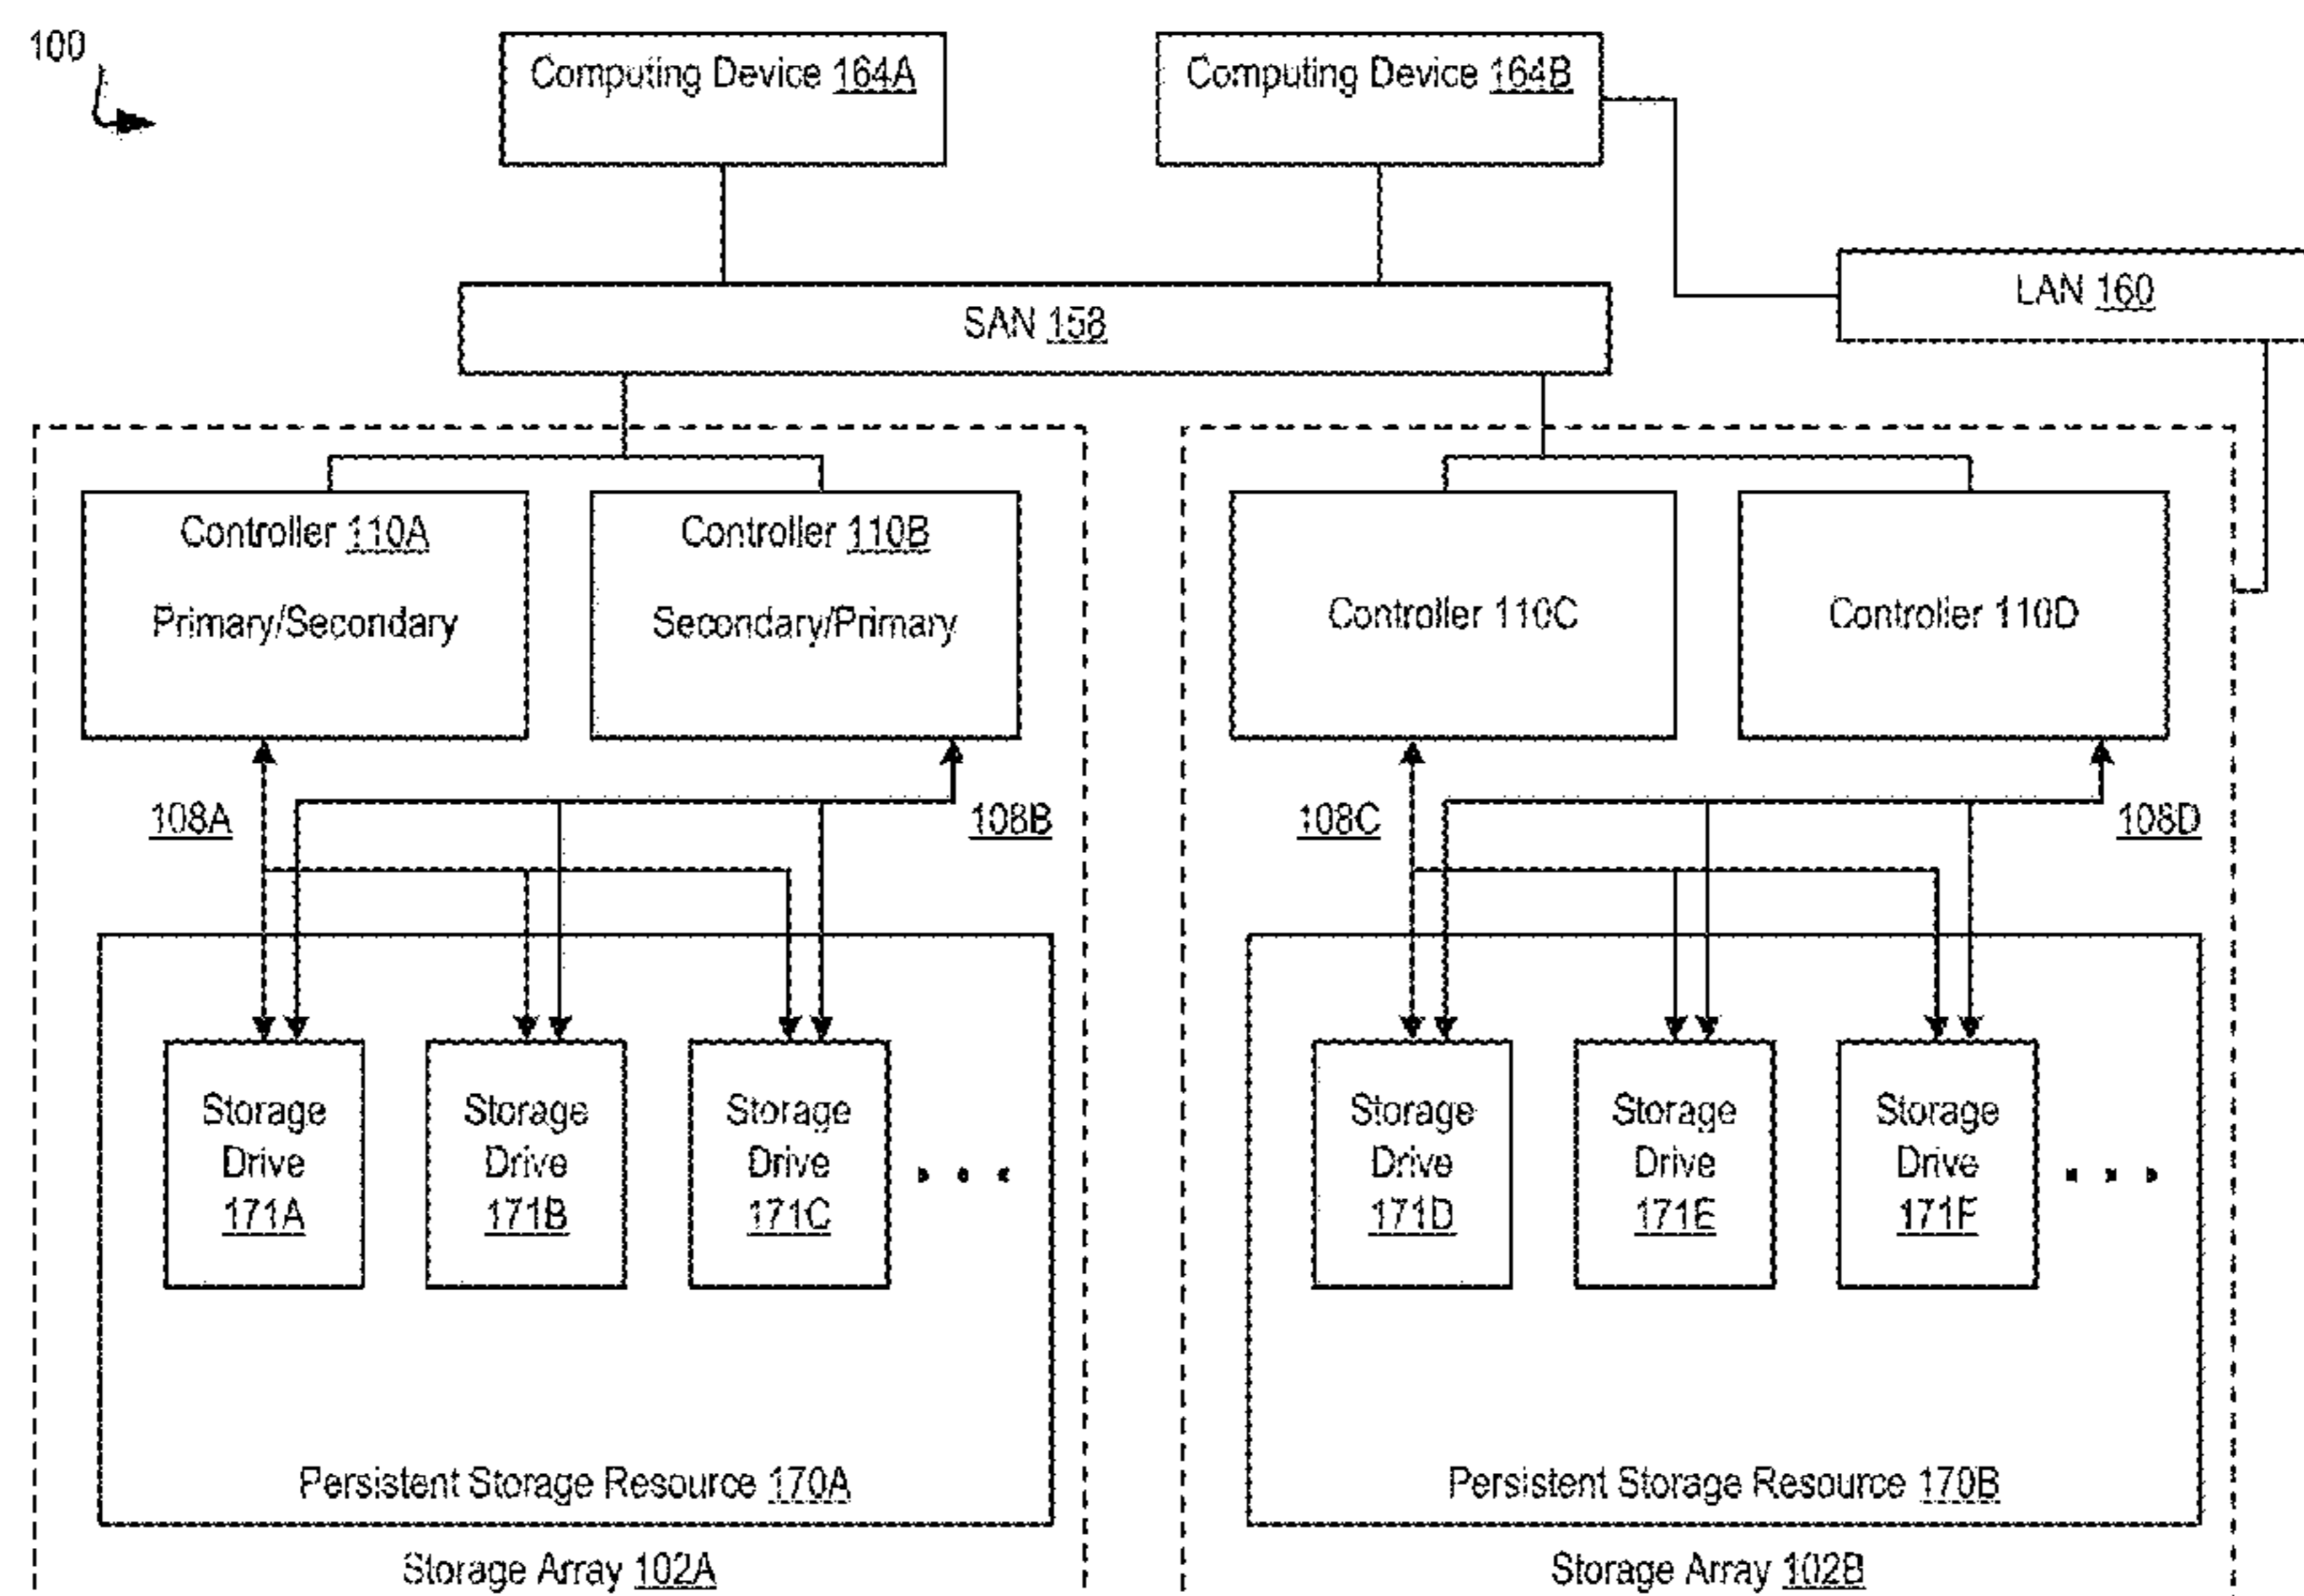 100
Computing Device 164A
Computing Device 164B
LAN 160
SAN 158
Controller 110A
Primary/Secondary
Controller 110B
Secondary/Primary
Controller 110C
Controller 110D
108A
108B
108C
108D
Storage
Drive
171A
Storage
Drive
171B
Storage
Drive
171C
Storage
Drive
171D
Storage
Drive
171E
Storage
Drive
171F
Persistent Storage Resource 170A
Persistent Storage Resource 170B
Storage Array 102A
Storage Array 102B